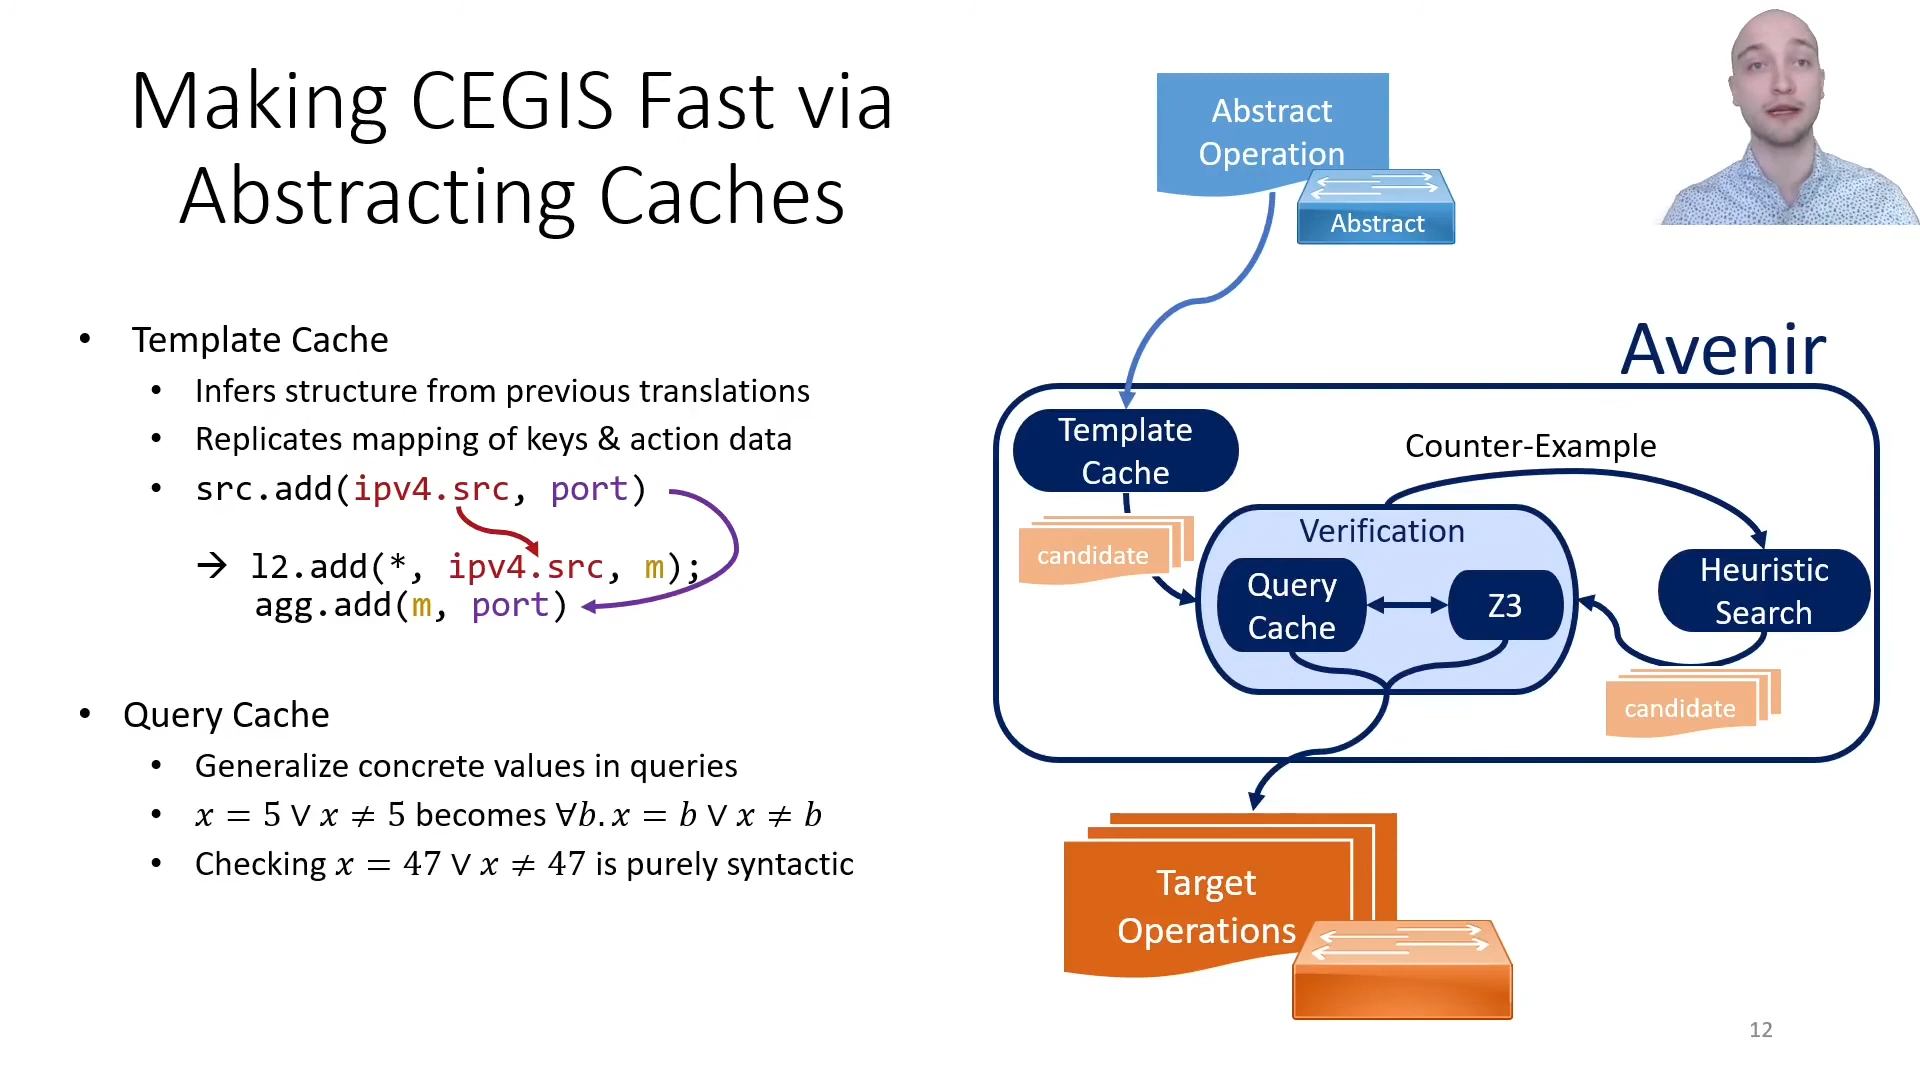 Making CEGIS Fast via
Abstracting Caches
• Template Cache
• Infers structure from previous translations
• Replicates mapping of keys & action data
• src.add(ipv4.src, port)
→ l2.add(*, ipv4.src, m);
agg.add(m, port)
• Query Cache
• Generalize concrete values in queries
• x = 5 ∨ x ≠ 5 becomes ∀b. x = b ∨ x ≠ b
• Checking x = 47 ∨ x ≠ 47 is purely syntactic
Abstract
Operation
Abstract
Avenir
Template
Cache
candidate
Counter-Example
Verification
Query
Cache
Z3
Heuristic
Search
candidate
Target
Operations
12